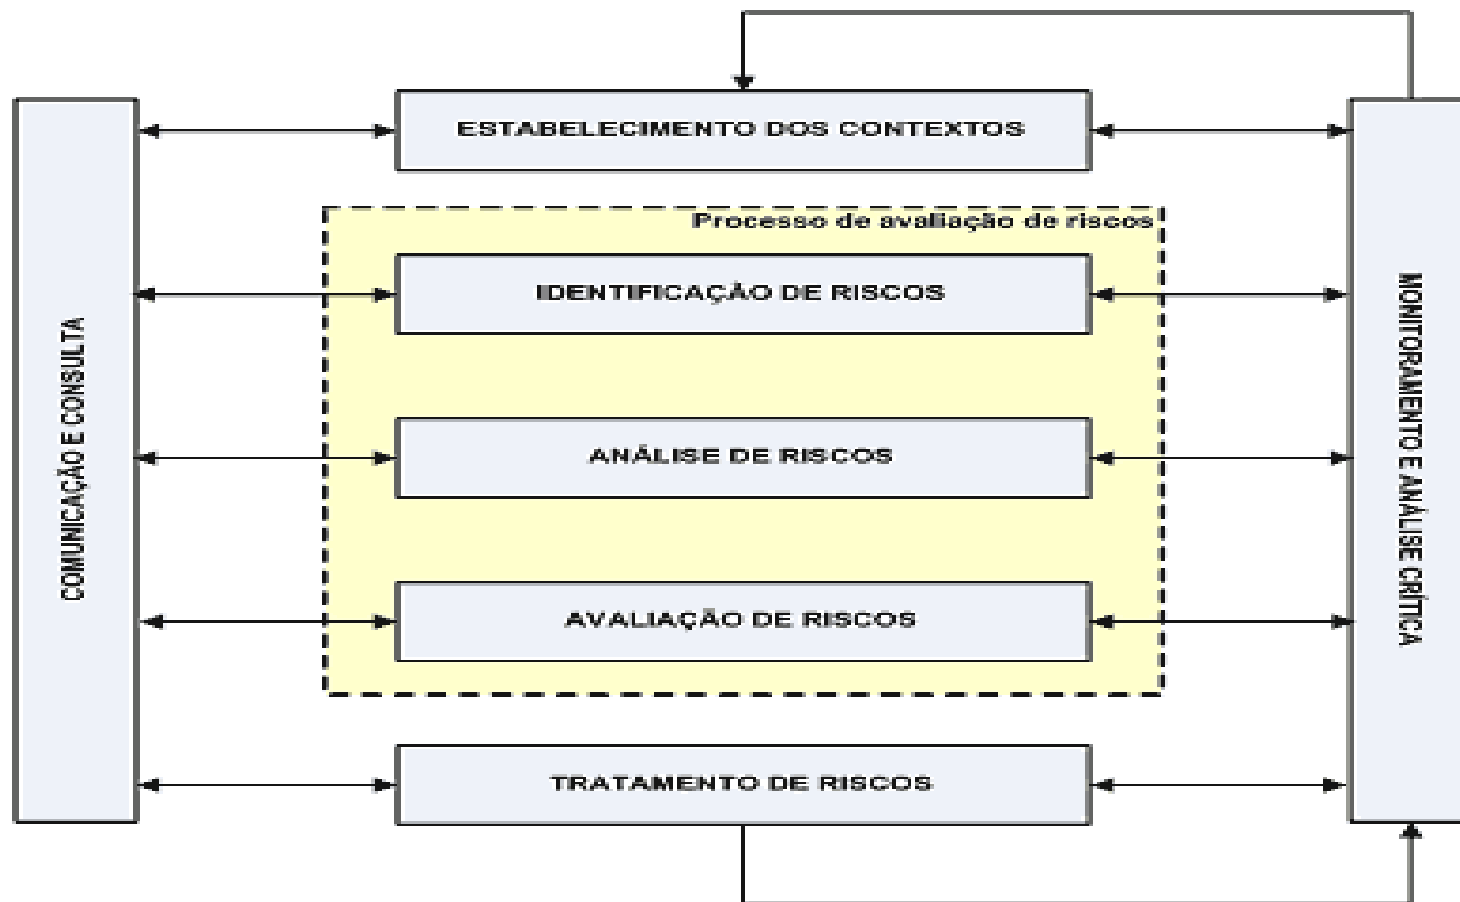 ESTABELECIMENTO DOS CONTEXTOS
Processo de avaliação de riscos
IDENTIFICAÇÃO DE RISCOS
ANÁLISE DE RISCOS
AVALIAÇÃO DE RISCOS
TRATAMENTO DE RISCOS
COMUNICAÇÃO E CONSULTA
MONITORAMENTO E ANÁLISE CRÍTICA